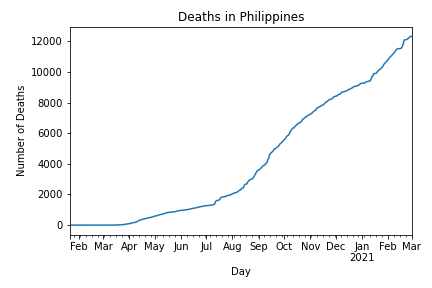 Deaths in Philippines
12000
10000
8000
6000
4000
2000
0
Number of Deaths
Feb Mar Apr May Jun Jul Aug Sep Oct Nov Dec Jan Feb Mar
2021
Day